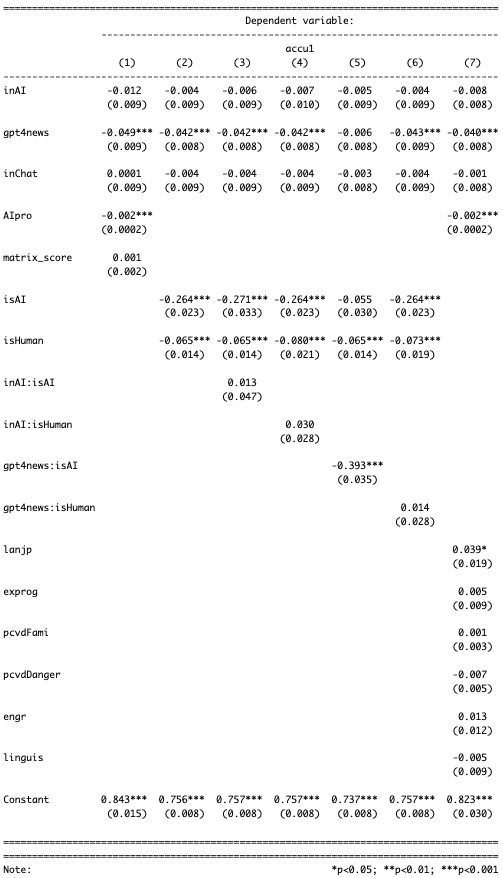 Dependent variable:
accu1
(1) (2) (3) (4) (5) (6) (7)
inAI -0.012 -0.004 -0.006 -0.007 -0.005 -0.004 -0.008
(0.009) (0.009) (0.009) (0.010) (0.009) (0.009) (0.008)
gpt4news -0.049*** -0.042*** -0.042*** -0.042*** -0.006 -0.043*** -0.040***
(0.009) (0.008) (0.008) (0.008) (0.008) (0.009) (0.008)
inChat 0.0001 -0.004 -0.004 -0.004 -0.003 -0.004 -0.001
(0.009) (0.009) (0.009) (0.009) (0.008) (0.009) (0.008)
AIpro -0.002*** -0.002***
(0.0002) (0.0002)
matrix_score 0.001
(0.002)
isAI -0.264*** -0.271*** -0.264*** -0.055 -0.264***
(0.023) (0.033) (0.023) (0.030) (0.023)
isHuman -0.065*** -0.065*** -0.080*** -0.065*** -0.073***
(0.014) (0.014) (0.021) (0.014) (0.019)
inAI:isAI 0.013
(0.047)
inAI:isHuman 0.030
(0.028)
gpt4news:isAI -0.393***
(0.035)
gpt4news:isHuman 0.014
(0.028)
lanjp 0.039*
(0.019)
exprog 0.005
(0.009)
pcvdFami 0.001
(0.003)
pcvdDanger -0.007
(0.005)
engr 0.013
(0.012)
linguis -0.005
(0.009)
Constant 0.843*** 0.756*** 0.757*** 0.757*** 0.737*** 0.757*** 0.823***
(0.015) (0.008) (0.008) (0.008) (0.008) (0.008) (0.030)
Note: *p<0.05; **p<0.01; ***p<0.001